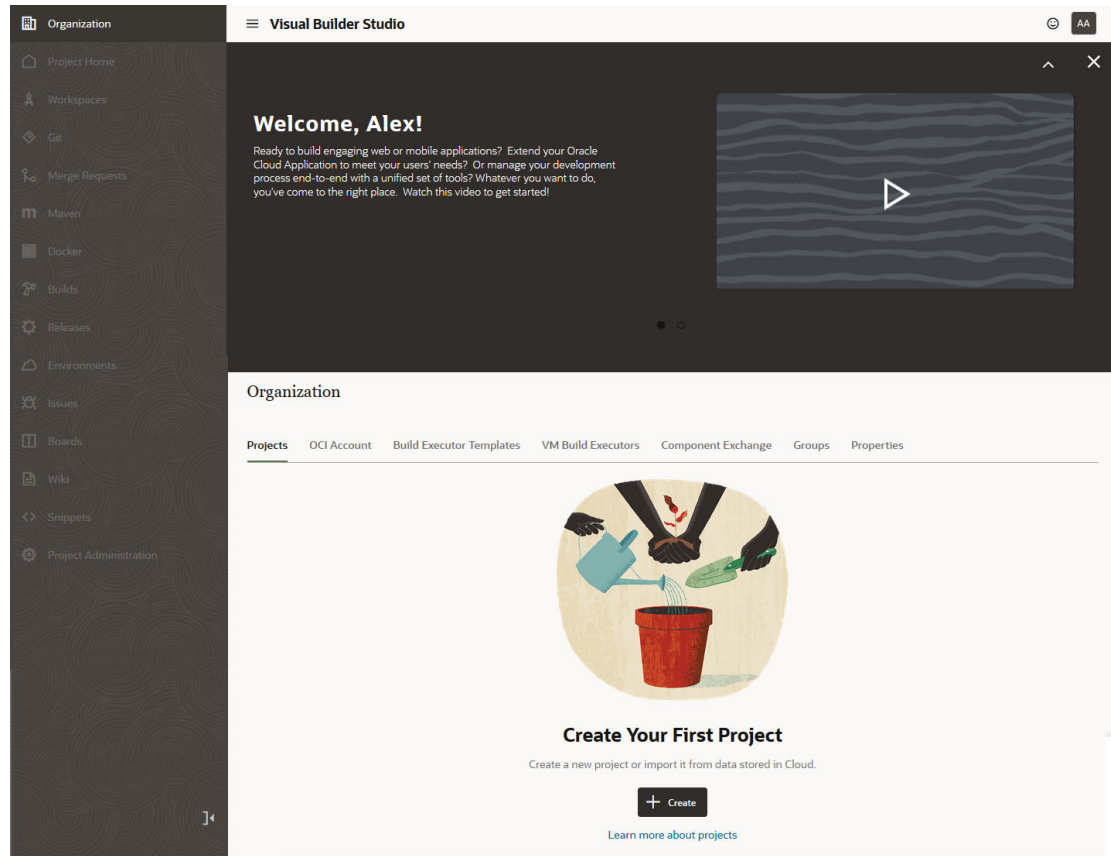 Organization
Project Home
Workspaces
Git
Merge Requests
Maven
Docker
Builds
Releases
Environments
Issues
Boards
Wiki
Snippets
Project Administration
Visual Builder Studio
AA
Welcome, Alex!
Ready to build engaging web or mobile applications? Extend your Oracle
Cloud Application to meet your users' needs? Or manage your development
process end-to-end with a unified set of tools? Whatever you want to do,
you've come to the right place. Watch this video to get started!
Organization
Projects OCI Account Build Executor Templates VM Build Executors Component Exchange Groups Properties
Create Your First Project
Create a new project or import it from data stored in Cloud.
Create
Learn more about projects